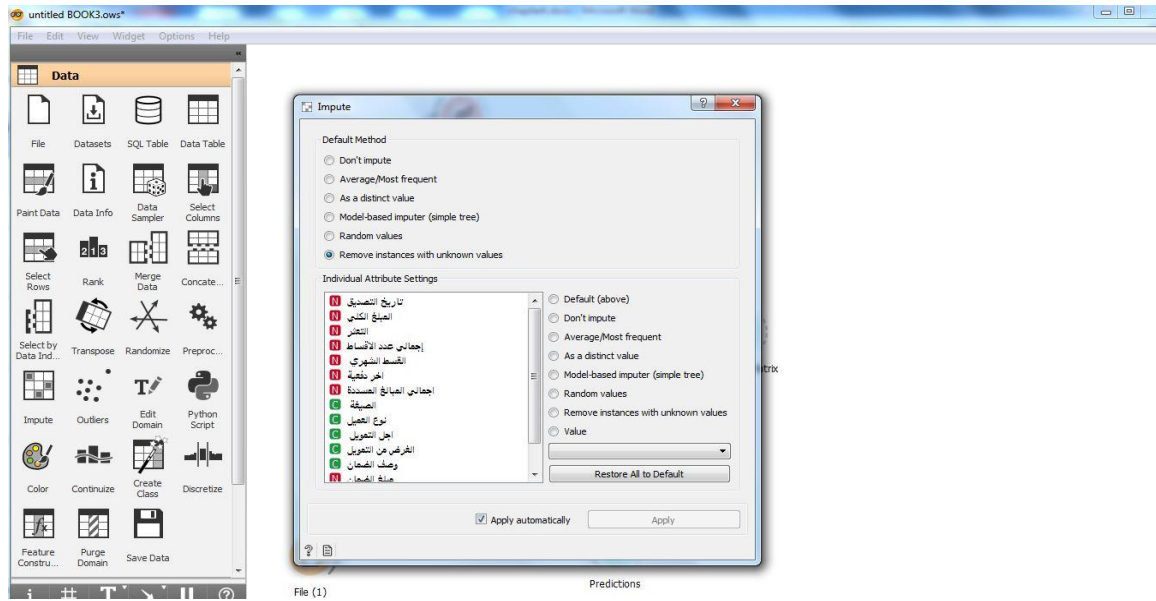 untitled BOOK3.ows*
File Edit View Widget Options Help
Data
File Datasets SQL Table Data Table
Paint Data Data Info Data Sampler Select Columns
Select Rows Rank Merge Data Concate...
Select by Data Ind... Transpose Randomize Preproc...
Impute Outliers Edit Domain Python Script
Color Continuize Create Class Discretize
Feature Constru... Purge Domain Save Data
Impute
Default Method
Don't impute
Average/Most frequent
As a distinct value
Model-based imputer (simple tree)
Random values
Remove instances with unknown values
Individual Attribute Settings
N تاريخ التصديق
N المبلغ الكلى
N التعثر
N إجمالي عدد الاقساط
N القسط الشهري
N اخر دفعية
N اجمالي المبالغ المسددة
C الصيغة
C نوع العميل
C اجل التمويل
C الغرض من التمويل
C وصف الضمان
N مبلغ الضمان
Default (above)
Don't impute
Average/Most frequent
As a distinct value
Model-based imputer (simple tree)
Random values
Remove instances with unknown values
Value
Restore All to Default
Apply automatically Apply
trix
File (1)
Predictions